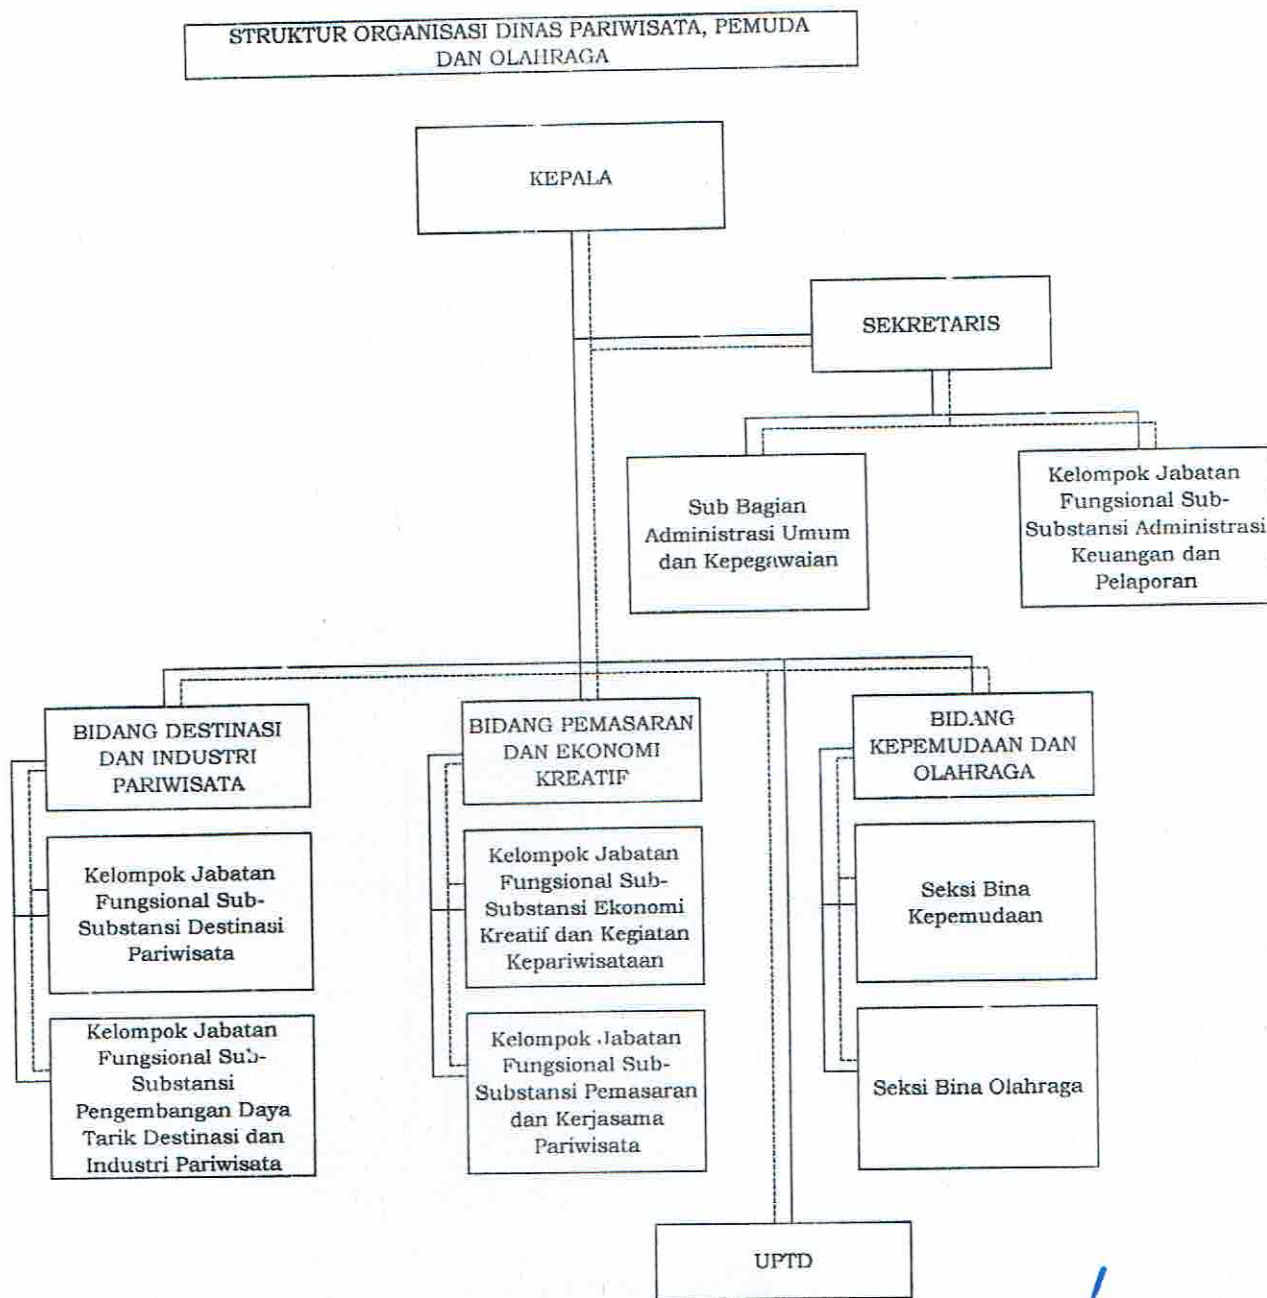 STRUKTUR ORGANISASI DINAS PARIWISATA, PEMUDA
DAN OLAHRAGA
KEPALA
SEKRETARIS
Sub Bagian
Administrasi Umum
dan Kepegawaian
Kelompok Jabatan
Fungsional Sub-
Substansi Administrasi
Keuangan dan
Pelaporan
BIDANG DESTINASI
DAN INDUSTRI
PARIWISATA
Kelompok Jabatan
Fungsional Sub-
Substansi Destinasi
Pariwisata
Kelompok Jabatan
Fungsional Sub-
Substansi
Pengembangan Daya
Tarik Destinasi dan
Industri Pariwisata
BIDANG PEMASARAN
DAN EKONOMI
KREATIF
Kelompok Jabatan
Fungsional Sub-
Substansi Ekonomi
Kreatif dan Kegiatan
Kepariwisataan
Kelompok Jabatan
Fungsional Sub-
Substansi Pemasaran
dan Kerjasama
Pariwisata
BIDANG
KEPEMUDAAN DAN
OLAHRAGA
Seksi Bina
Kepemudaan
Seksi Bina Olahraga
UPTD